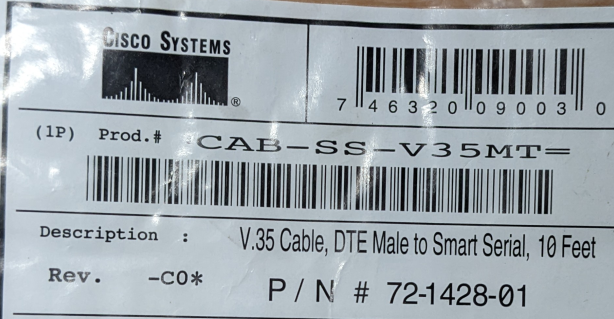 CISCO SYSTEMS
®
7 46320 09003 0
(1P) Prod.# :CAB-SS-V35MT=
Description : V.35 Cable, DTE Male to Smart Serial, 10 Feet
Rev. -C0*
P/N # 72-1428-01